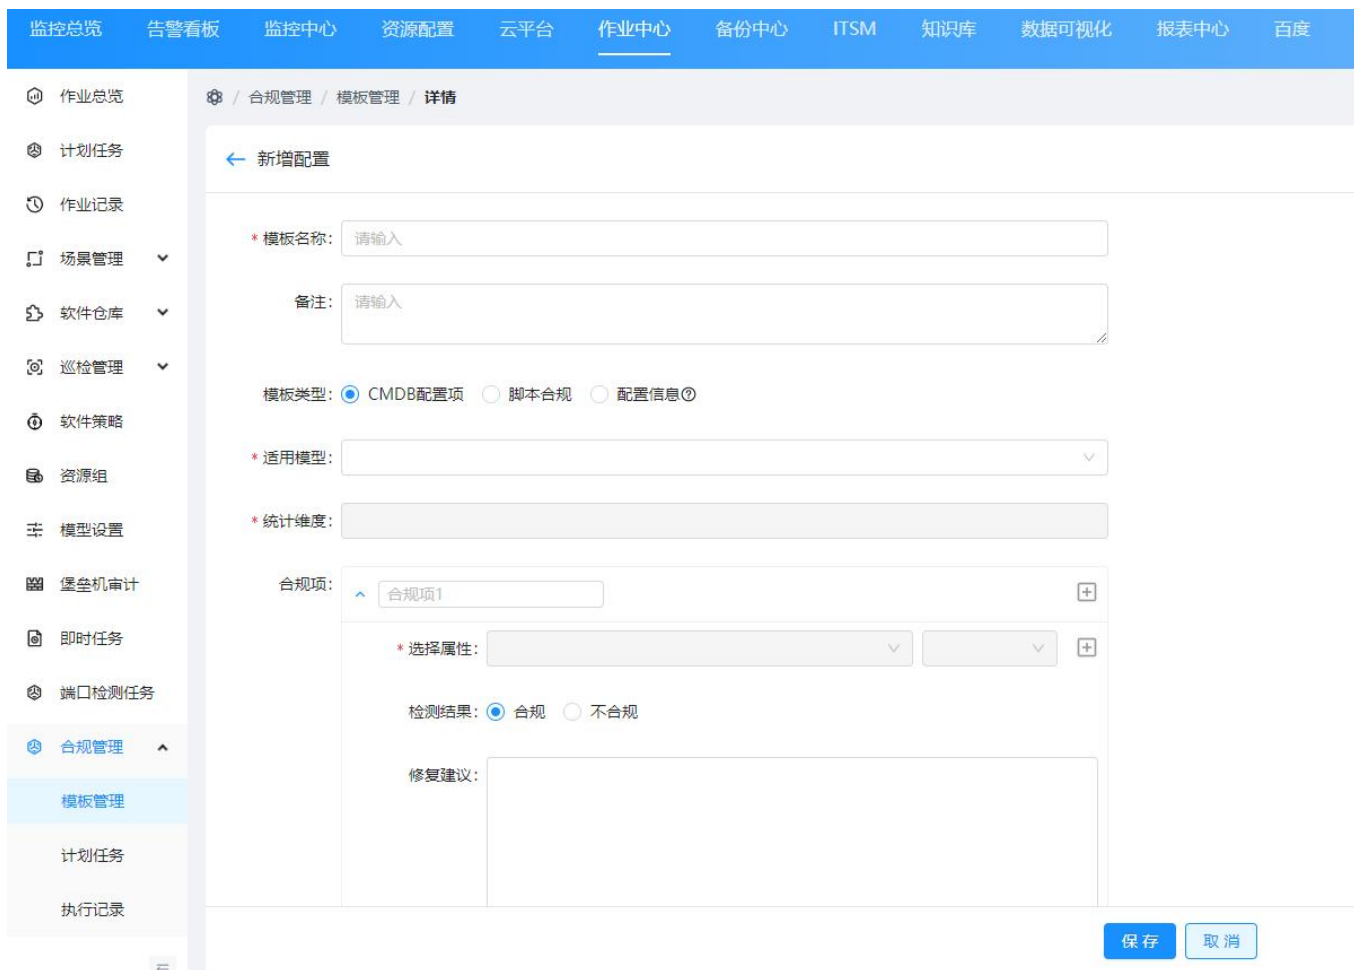 监控总览 告警看板 监控中心 资源配置 云平台 作业中心 备份中心 ITSM 知识库 数据可视化 报表中心 百度
作业总览
计划任务
作业记录
场景管理
软件仓库
巡检管理
软件策略
资源组
模型设置
堡垒机审计
即时任务
端口检测任务
合规管理
模板管理
计划任务
执行记录
/ 合规管理 / 模板管理 / 详情
← 新增配置
* 模板名称: 请输入
备注: 请输入
模板类型: CMDB配置项 脚本合规 配置信息?
* 适用模型:
* 统计维度:
合规项: 合规项1
* 选择属性:
检测结果: 合规 不合规
修复建议:
保存 取消